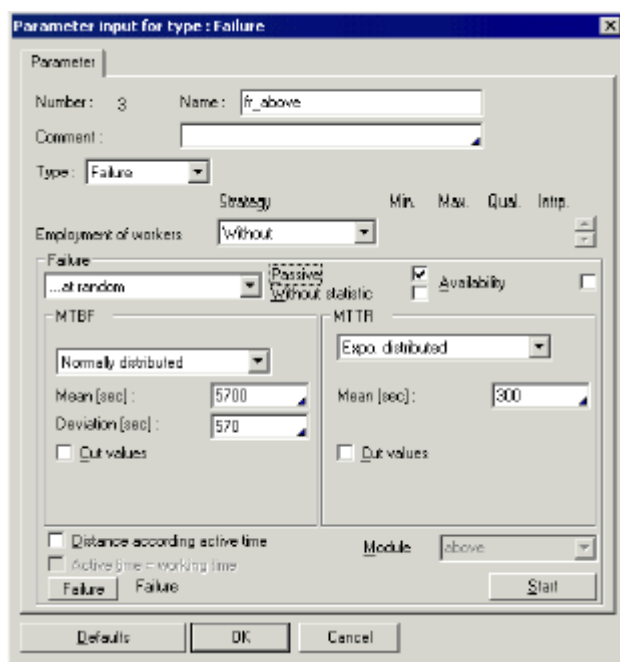 Parameter input for type : Failure
Parameter
Number : 3 Name : fr_above
Comment :
Type : Failure
Strategy Min. Max. Qual. Intrp.
Employment of workers Without
Failure
...at random Passive Availability
Without statistic
MTBF MTTR
Normally distributed Expo. distributed
Mean [sec] : 5700 Mean [sec] : 300
Deviation [sec] : 570
Cut values Cut values
Distance according active time Module above
Active time = working time
Failure Failure Start
Defaults OK Cancel